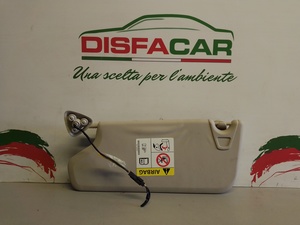 DISFACAR
Una scelta per l'ambiente
AIRBAG